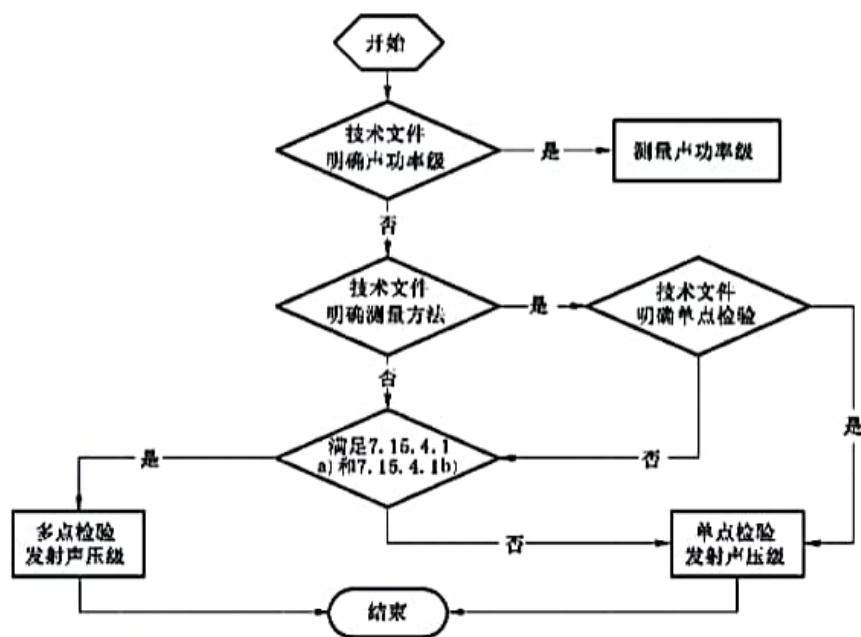 开始
技术文件
明确声功率级
是
测量声功率级
否
技术文件
明确测量方法
是
技术文件
明确单点检验
否
满足7.15.4.1
a)和7.15.4.1b)
是
否
是
多点检验
发射声压级
否
单点检验
发射声压级
结束